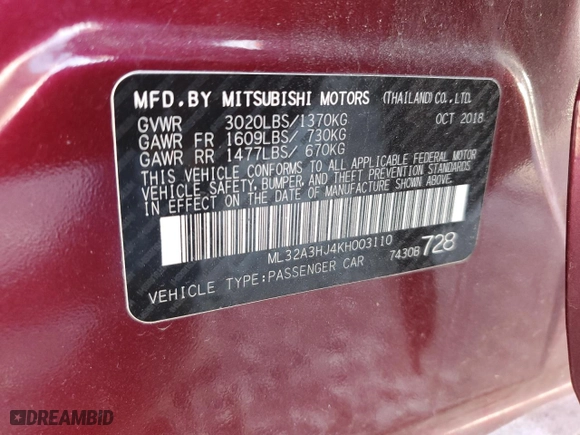 MFD. BY MITSUBISHI MOTORS (THAILAND) CO., LTD.
GVWR 3020LBS/1370KG OCT 2018
GAWR FR 1609LBS/ 730KG
GAWR RR 1477LBS/ 670KG
THIS VEHICLE CONFORMS TO ALL APPLICABLE FEDERAL MOTOR
VEHICLE SAFETY, BUMPER, AND THEFT PREVENTION STANDARDS
IN EFFECT ON THE DATE OF MANUFACTURE SHOWN ABOVE.
ML32A3HJ4KH003110
7430B 728
VEHICLE TYPE:PASSENGER CAR
DREAMBID